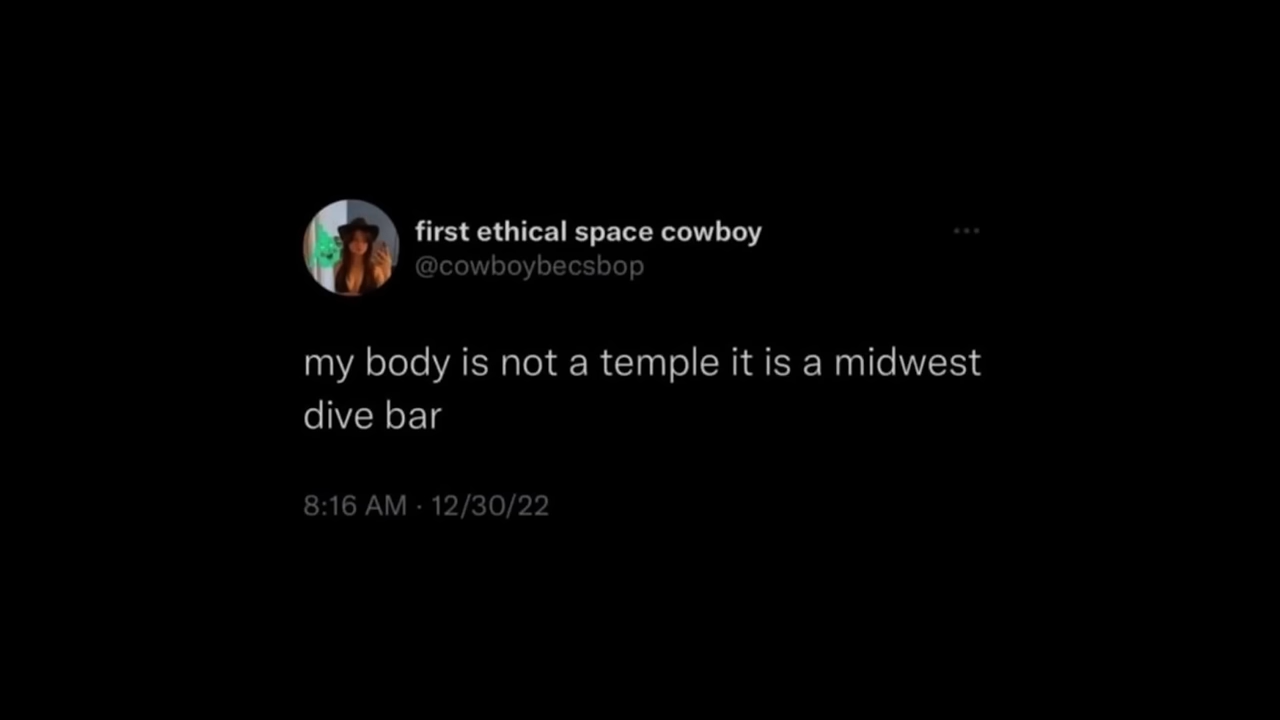 first ethical space cowboy
@cowboybecsbop
my body is not a temple it is a midwest
dive bar
8:16 AM · 12/30/22